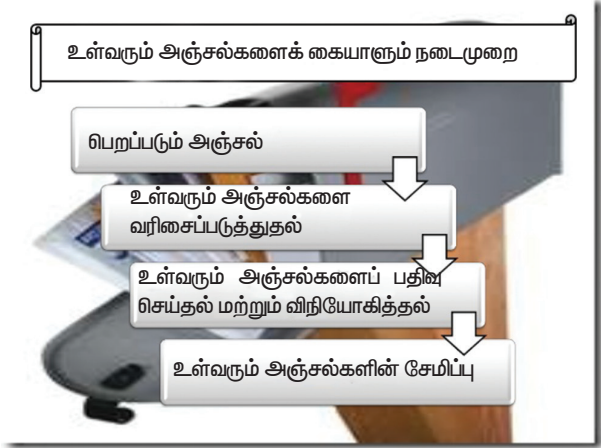 உள்வரும் அஞ்சல்களைக் கையாளும் நடைமுறை
பெறப்படும் அஞ்சல்
உள்வரும் அஞ்சல்களை
வரிசைப்படுத்துதல்
உள்வரும் அஞ்சல்களைப் பதிவு
செய்தல் மற்றும் விநியோகித்தல்
உள்வரும் அஞ்சல்களின் சேமிப்பு